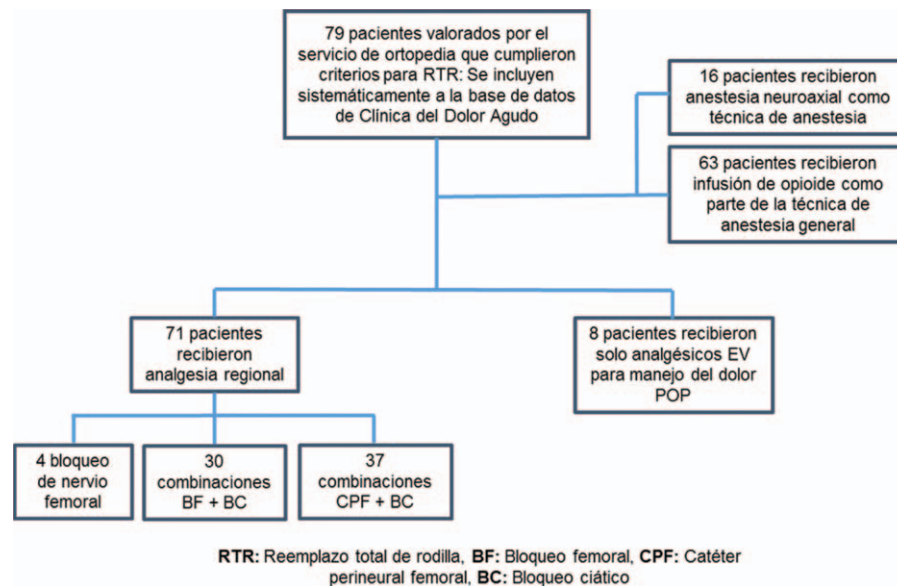 79 pacientes valorados por el
servicio de ortopedia que cumplieron
criterios para RTR: Se incluyen
sistemáticamente a la base de datos
de Clínica del Dolor Agudo
16 pacientes recibieron
anestesia neuroaxial como
técnica de anestesia
63 pacientes recibieron
infusión de opioide como
parte de la técnica de
anestesia general
71 pacientes
recibieron
analgesia regional
8 pacientes recibieron
solo analgésicos EV
para manejo del dolor
POP
4 bloqueo
de nervio
femoral
30
combinaciones
BF + BC
37
combinaciones
CPF + BC
RTR: Reemplazo total de rodilla, BF: Bloqueo femoral, CPF: Catéter
perineural femoral, BC: Bloqueo ciático